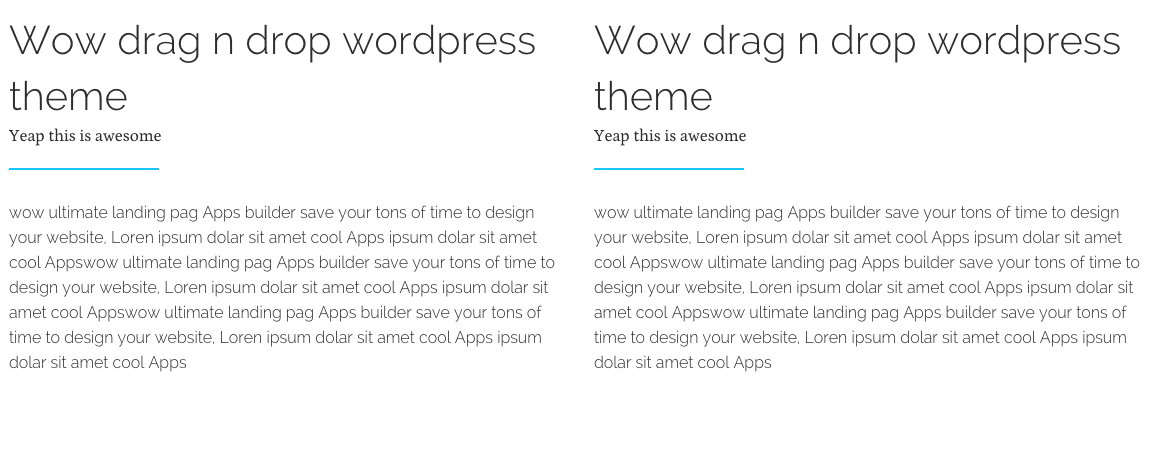 Wow drag n drop wordpress
theme
Yeap this is awesome
wow ultimate landing pag Apps builder save your tons of time to design
your website, Loren ipsum dolar sit amet cool Apps ipsum dolar sit amet
cool Appswow ultimate landing pag Apps builder save your tons of time to
design your website, Loren ipsum dolar sit amet cool Apps ipsum dolar sit
amet cool Appswow ultimate landing pag Apps builder save your tons of
time to design your website, Loren ipsum dolar sit amet cool Apps ipsum
dolar sit amet cool Apps
Wow drag n drop wordpress
theme
Yeap this is awesome
wow ultimate landing pag Apps builder save your tons of time to design
your website, Loren ipsum dolar sit amet cool Apps ipsum dolar sit amet
cool Appswow ultimate landing pag Apps builder save your tons of time to
design your website, Loren ipsum dolar sit amet cool Apps ipsum dolar sit
amet cool Appswow ultimate landing pag Apps builder save your tons of
time to design your website, Loren ipsum dolar sit amet cool Apps ipsum
dolar sit amet cool Apps